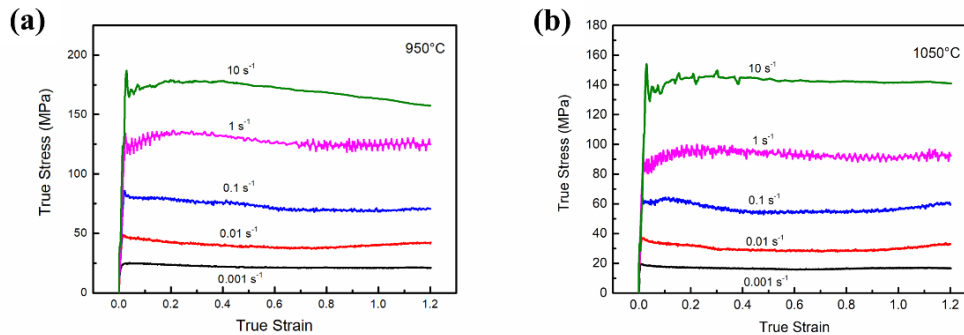 (a)
950°C
True Stress (MPa)
200
175
150
125
100
75
50
25
0
10 s⁻¹
1 s⁻¹
0.1 s⁻¹
0.01 s⁻¹
0.001 s⁻¹
0.0 0.2 0.4 0.6 0.8 1.0 1.2
True Strain
(b)
1050°C
True Stress (MPa)
180
160
140
120
100
80
60
40
20
0
10 s⁻¹
1 s⁻¹
0.1 s⁻¹
0.01 s⁻¹
0.001 s⁻¹
0.0 0.2 0.4 0.6 0.8 1.0 1.2
True Strain